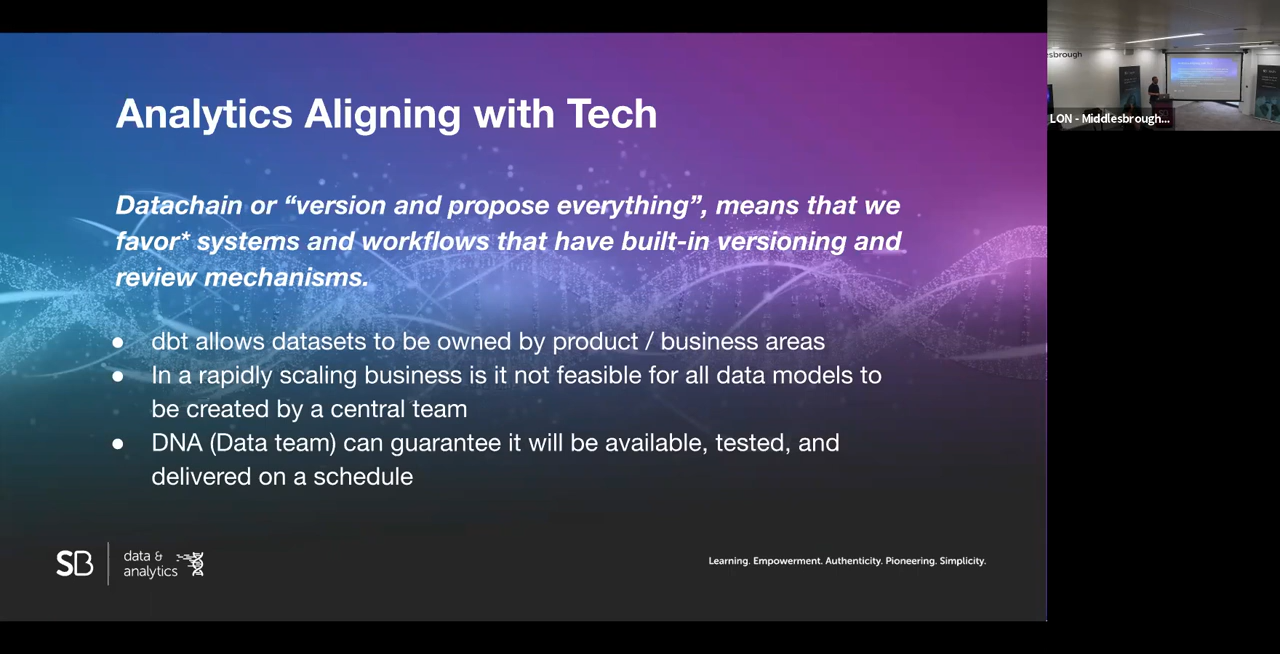 Analytics Aligning with Tech
Datachain or “version and propose everything”, means that we
favor* systems and workflows that have built-in versioning and
review mechanisms.
● dbt allows datasets to be owned by product / business areas
● In a rapidly scaling business is it not feasible for all data models to
be created by a central team
● DNA (Data team) can guarantee it will be available, tested, and
delivered on a schedule
SB
data &
analytics
Learning. Empowerment. Authenticity. Pioneering. Simplicity.
sbrough
LON - Middlesbrough...